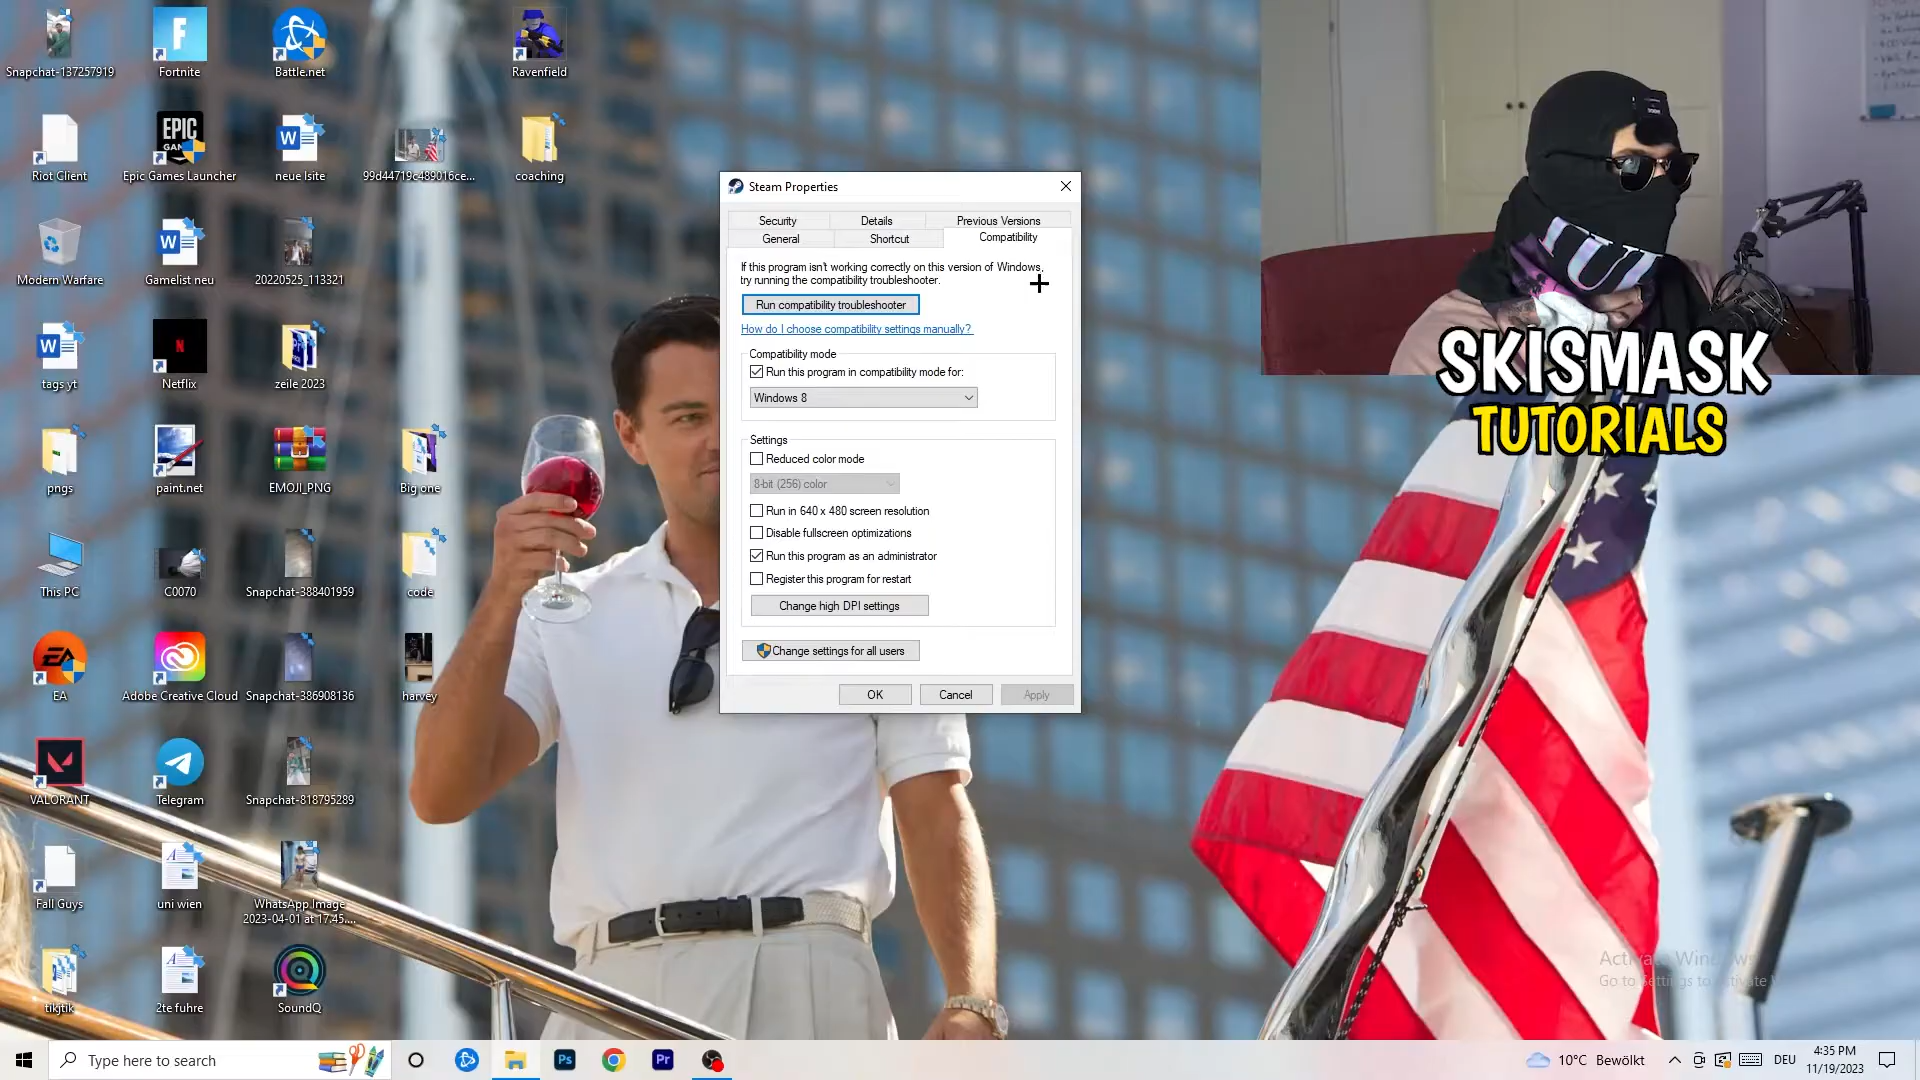 Snapchat-137257919
Fortnite
Battle.net
Ravenfield
Riot Client
EPIC
Epic Games Launcher
neue lsite
99d44719c489016ce...
coaching
Modern Warfare
Gamelist neu
20220525_113321
tags yt
N
Netflix
zeile 2023
pngs
paint.net
EMOJI_PNG
Big one
This PC
C0070
Snapchat-388401959
code
EA
EA
Adobe Creative Cloud
Snapchat-386908136
harvey
VALORANT
Telegram
Snapchat-818795289
Fall Guys
uni wien
WhatsApp Image
2023-04-01 at 17.45....
tikjtik
2te fuhre
SoundQ
Steam Properties
Security
Details
Previous Versions
General
Shortcut
Compatibility
If this program isn't working correctly on this version of Windows,
try running the compatibility troubleshooter.
Run compatibility troubleshooter
How do I choose compatibility settings manually?
Compatibility mode
Run this program in compatibility mode for:
Windows 8
Settings
Reduced color mode
8-bit (256) color
Run in 640 x 480 screen resolution
Disable fullscreen optimizations
Run this program as an administrator
Register this program for restart
Change high DPI settings
Change settings for all users
OK
Cancel
Apply
SKISMASK
TUTORIALS
Activate Windows
Go to Settings to activate
Type here to search
Ps
Pr
10°C Bewölkt
DEU
4:35 PM
11/19/2023